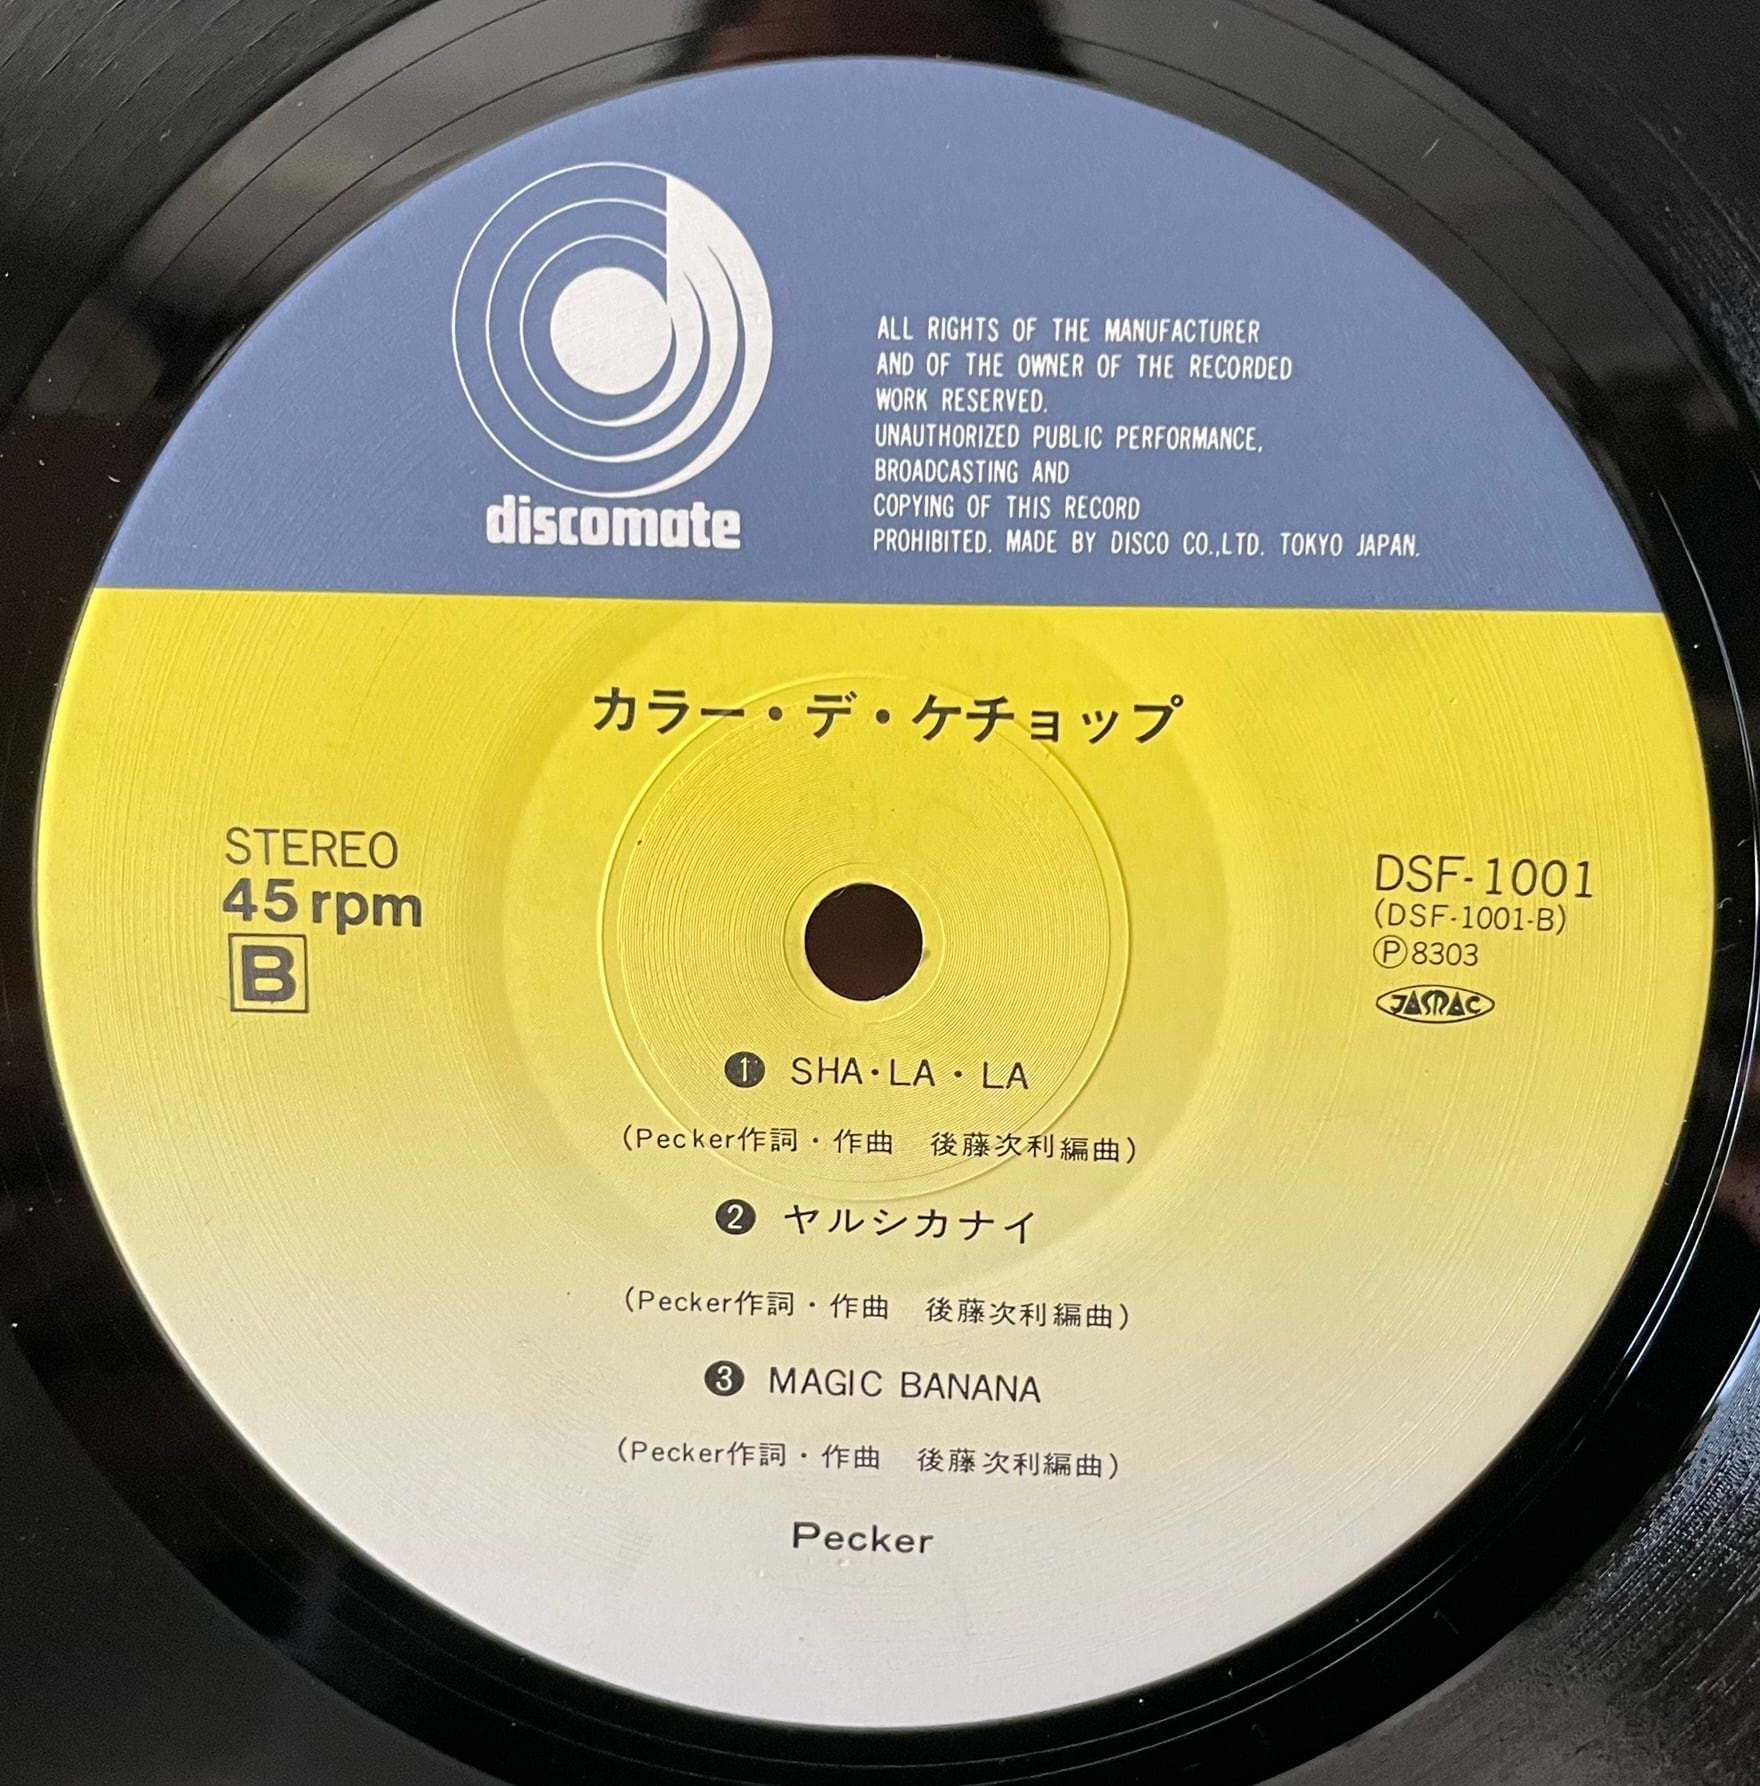 discomate
ALL RIGHTS OF THE MANUFACTURER
AND OF THE OWNER OF THE RECORDED
WORK RESERVED.
UNAUTHORIZED PUBLIC PERFORMANCE,
BROADCASTING AND
COPYING OF THIS RECORD
PROHIBITED. MADE BY DISCO CO.,LTD. TOKYO JAPAN.
カラー・デ・ケチョップ
STEREO
45rpm
B
DSF-1001
(DSF-1001-B)
Ⓟ8303
JASRAC
❶ SHA・LA・LA
(Pecker作詞・作曲　後藤次利編曲)
❷ ヤルシカナイ
(Pecker作詞・作曲　後藤次利編曲)
❸ MAGIC BANANA
(Pecker作詞・作曲　後藤次利編曲)
Pecker